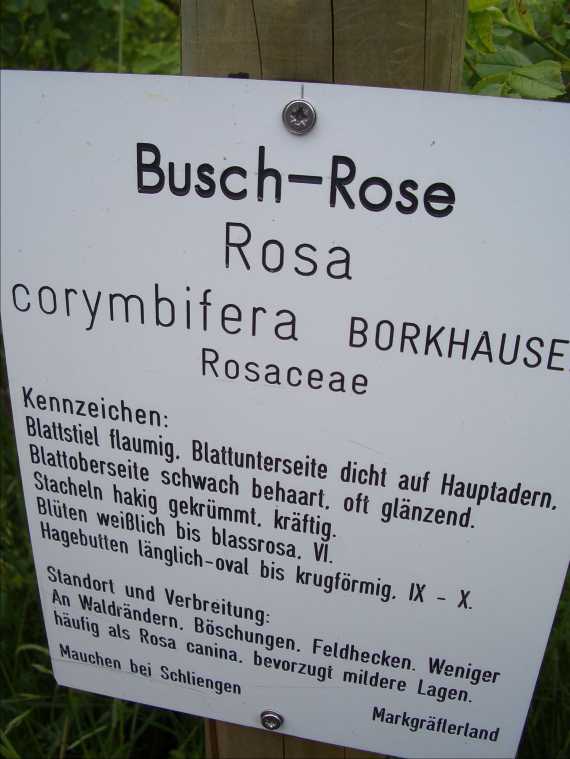 Busch-Rose
Rosa
corymbifera BORKHAUSE
Rosaceae
Kennzeichen:
Blattstiel flaumig. Blattunterseite dicht auf Hauptadern.
Blattoberseite schwach behaart, oft glänzend.
Stacheln hakig gekrümmt, kräftig.
Blüten weißlich bis blassrosa, VI.
Hagebutten länglich-oval bis krugförmig, IX - X.
Standort und Verbreitung:
An Waldrändern, Böschungen, Feldhecken. Weniger
häufig als Rosa canina, bevorzugt mildere Lagen.
Mauchen bei Schliengen Markgräflerland